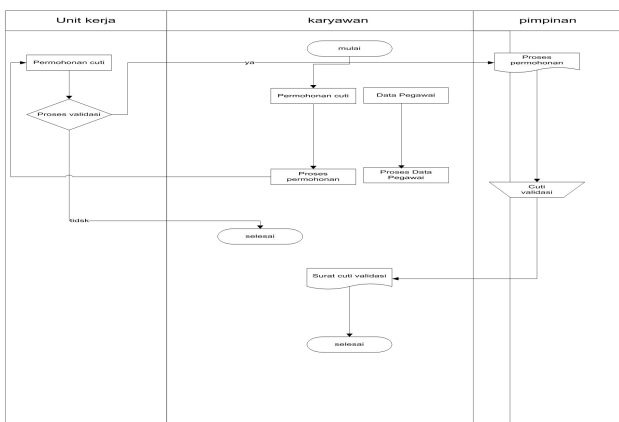 Unit kerja
karyawan
pimpinan
mulai
Permohonan cuti
ya
Proses
permohonan
Permohonan cuti
Data Pegawai
Proses validasi
Proses
permohonan
Proses Data
Pegawai
Cuti
validasi
tidsk
selesai
Surat cuti validasi
selesai